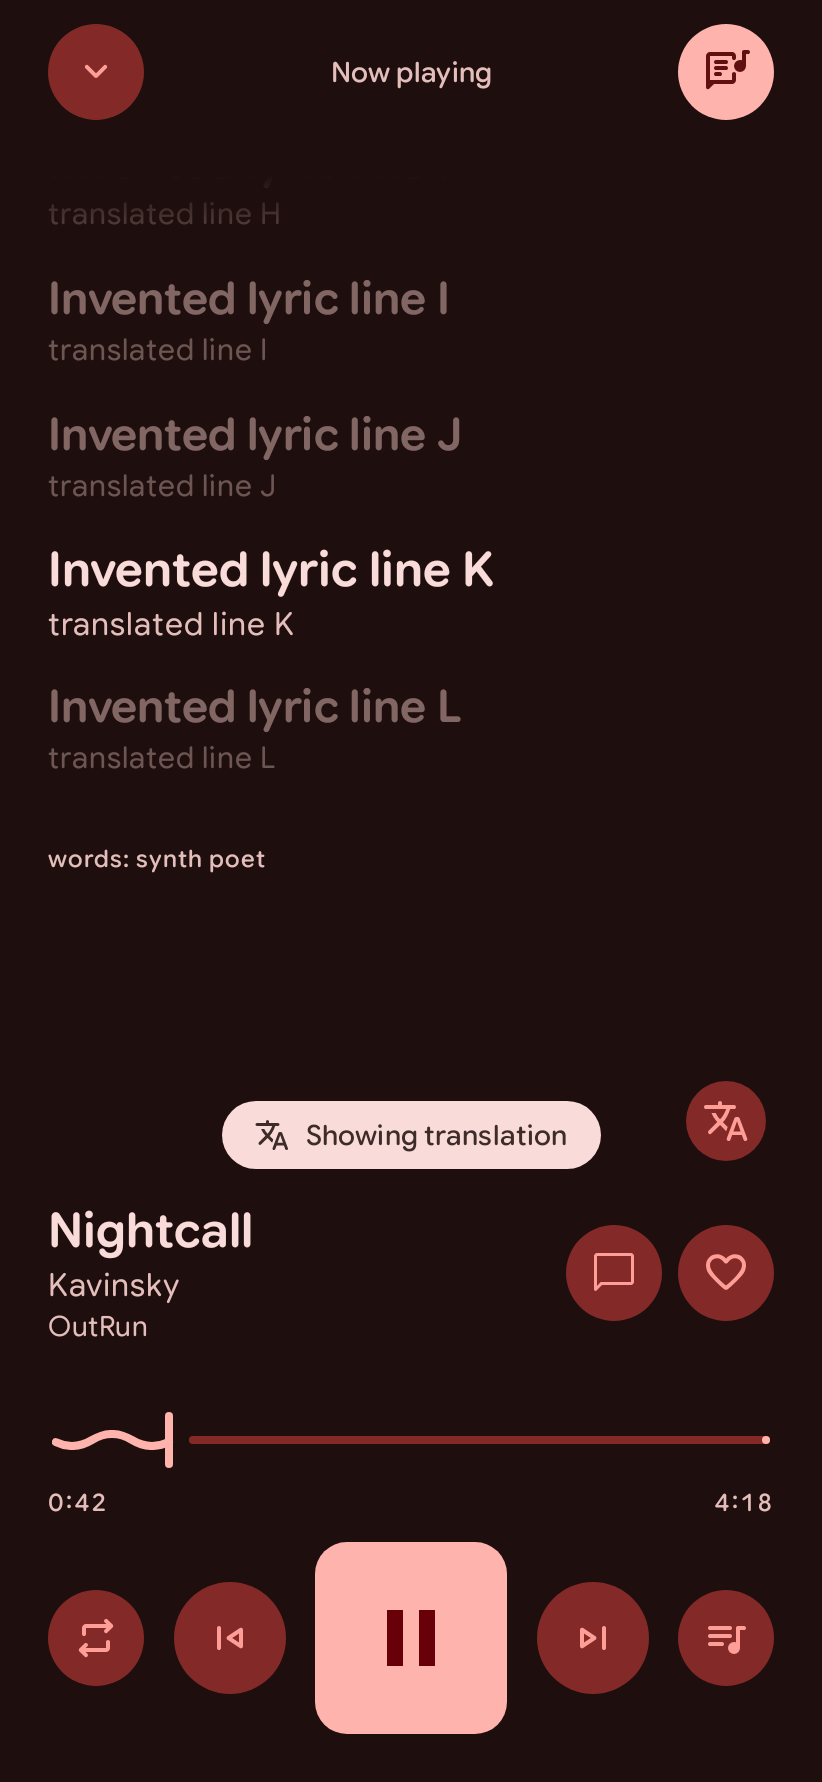 Now playing
translated line H
Invented lyric line I
translated line I
Invented lyric line J
translated line J
Invented lyric line K
translated line K
Invented lyric line L
translated line L
words: synth poet
Showing translation
Nightcall
Kavinsky
OutRun
0:42
4:18